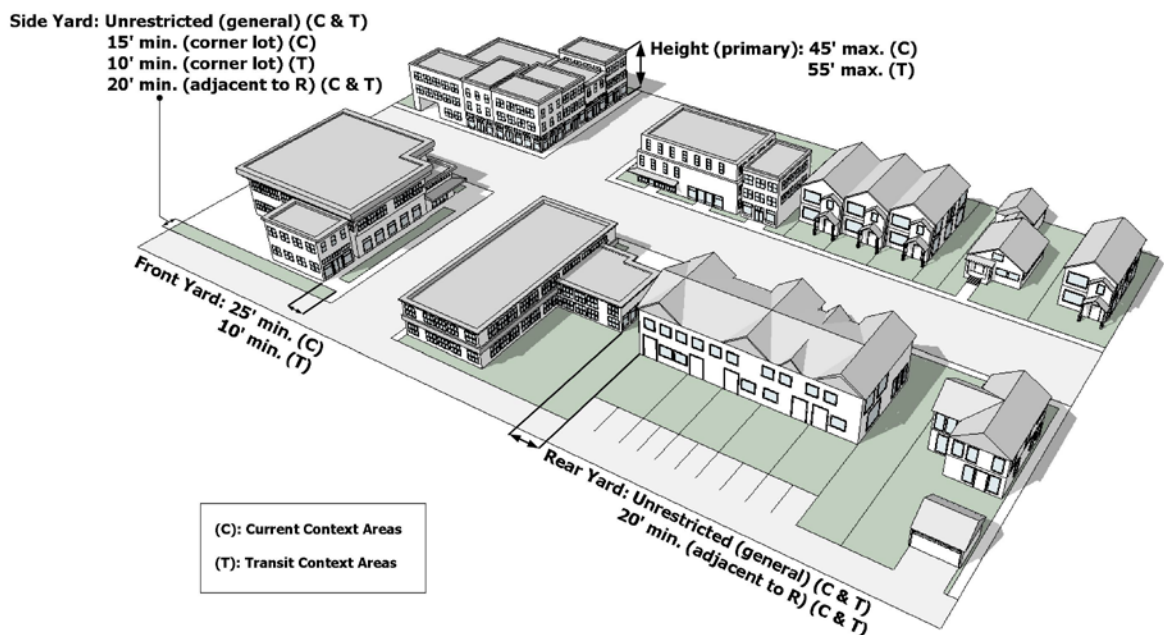 Side Yard: Unrestricted (general) (C & T)
15' min. (corner lot) (C)
10' min. (corner lot) (T)
20' min. (adjacent to R) (C & T)
Height (primary): 45' max. (C)
55' max. (T)
Front Yard: 25' min. (C)
10' min. (T)
Rear Yard: Unrestricted (general) (C & T)
20' min. (adjacent to R) (C & T)
(C): Current Context Areas
(T): Transit Context Areas